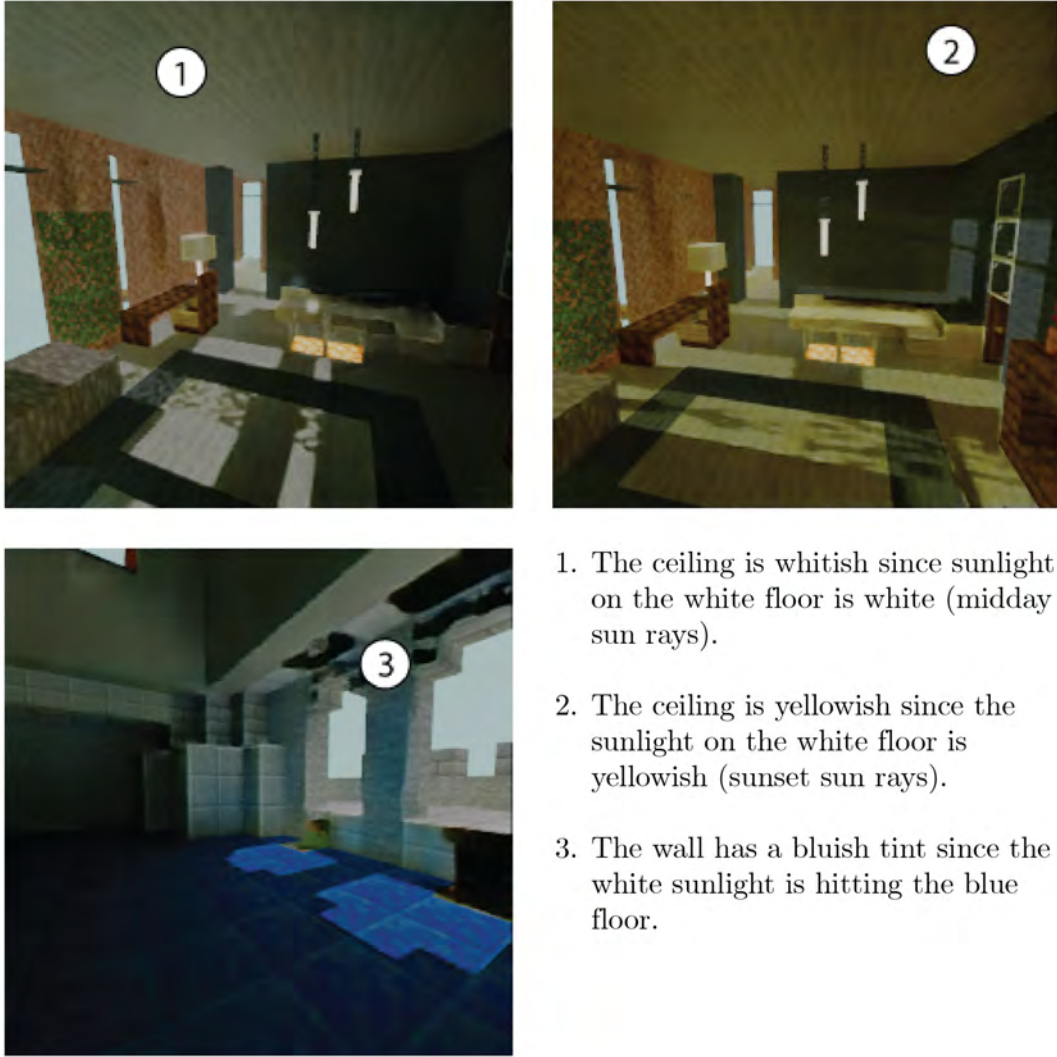 1
2
3
1. The ceiling is whitish since sunlight
on the white floor is white (midday
sun rays).
2. The ceiling is yellowish since the
sunlight on the white floor is
yellowish (sunset sun rays).
3. The wall has a bluish tint since the
white sunlight is hitting the blue
floor.